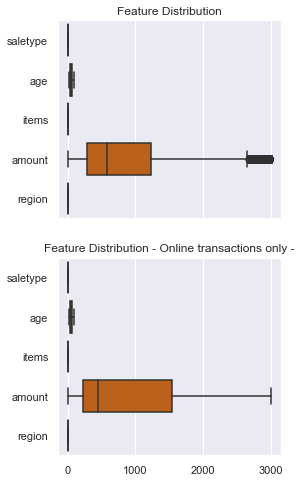 Feature Distribution
saletype
age
items
amount
region
Feature Distribution - Online transactions only -
saletype
age
items
amount
region
0 1000 2000 3000